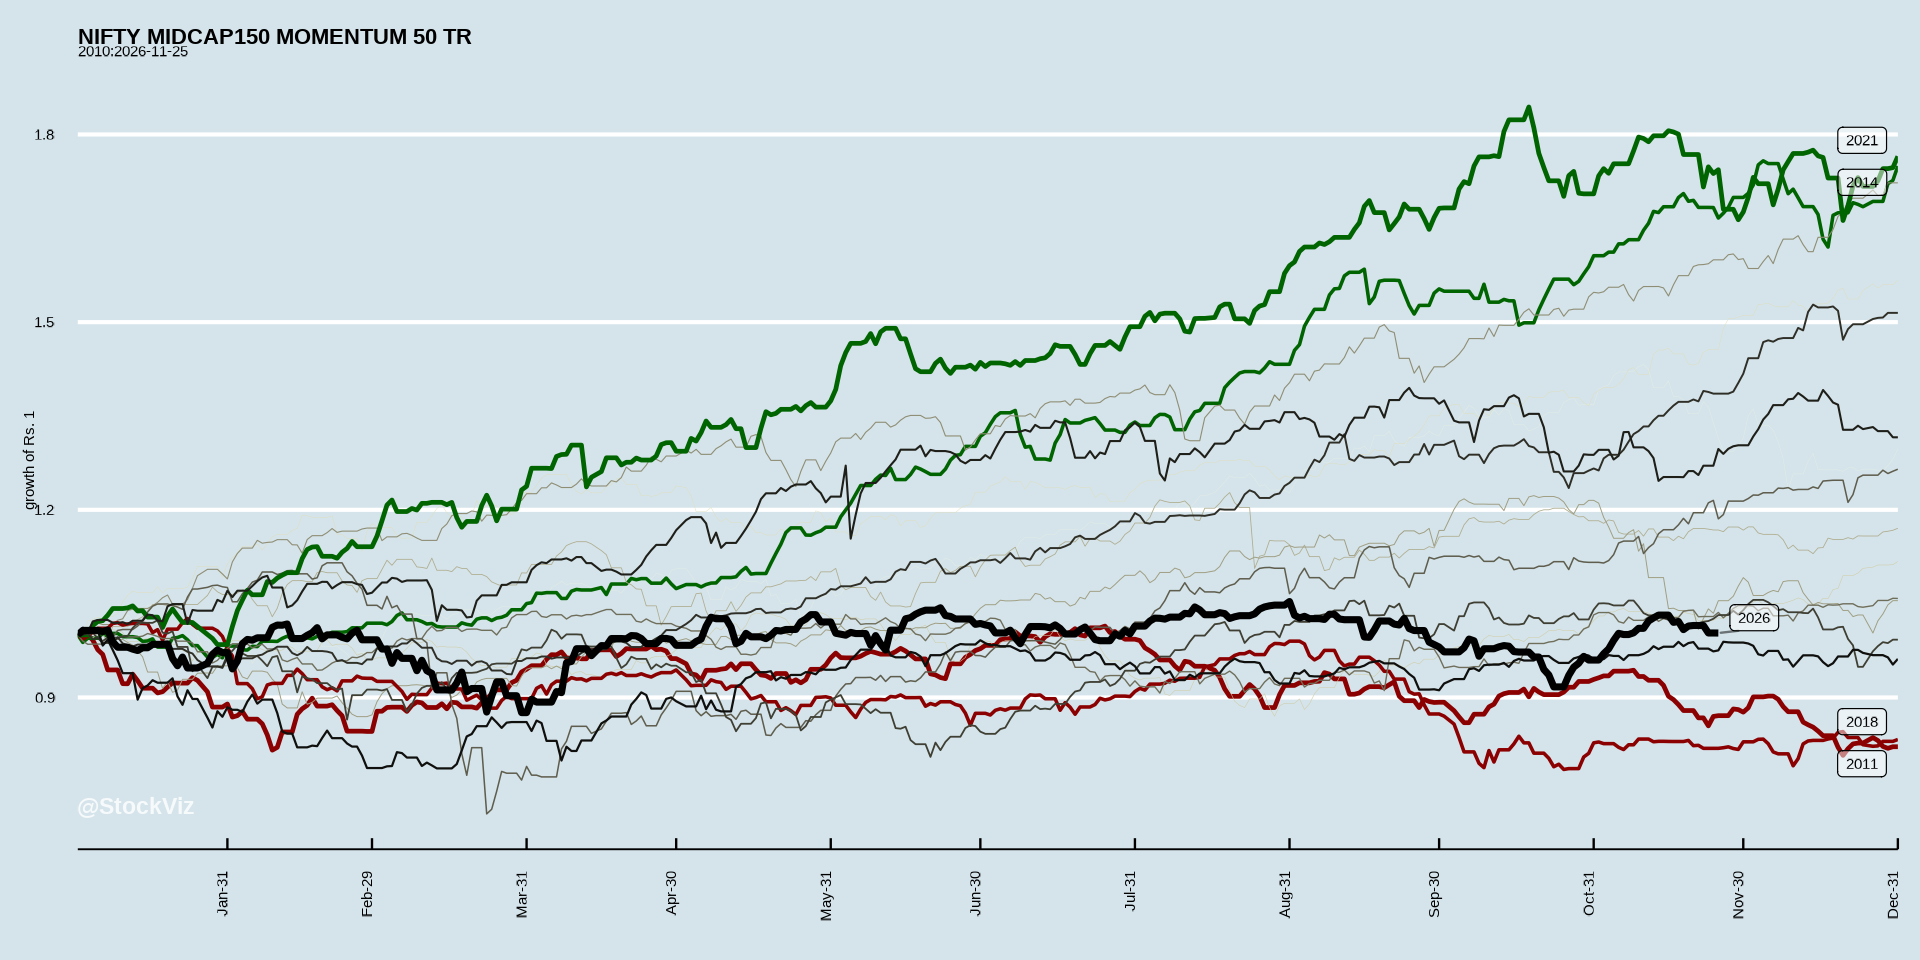 NIFTY MIDCAP150 MOMENTUM 50 TR
2010:2026-11-25
growth of Rs. 1
1.8
1.5
1.2
0.9
2021
2014
2026
2018
2011
@StockViz
Jan-31
Feb-29
Mar-31
Apr-30
May-31
Jun-30
Jul-31
Aug-31
Sep-30
Oct-31
Nov-30
Dec-31